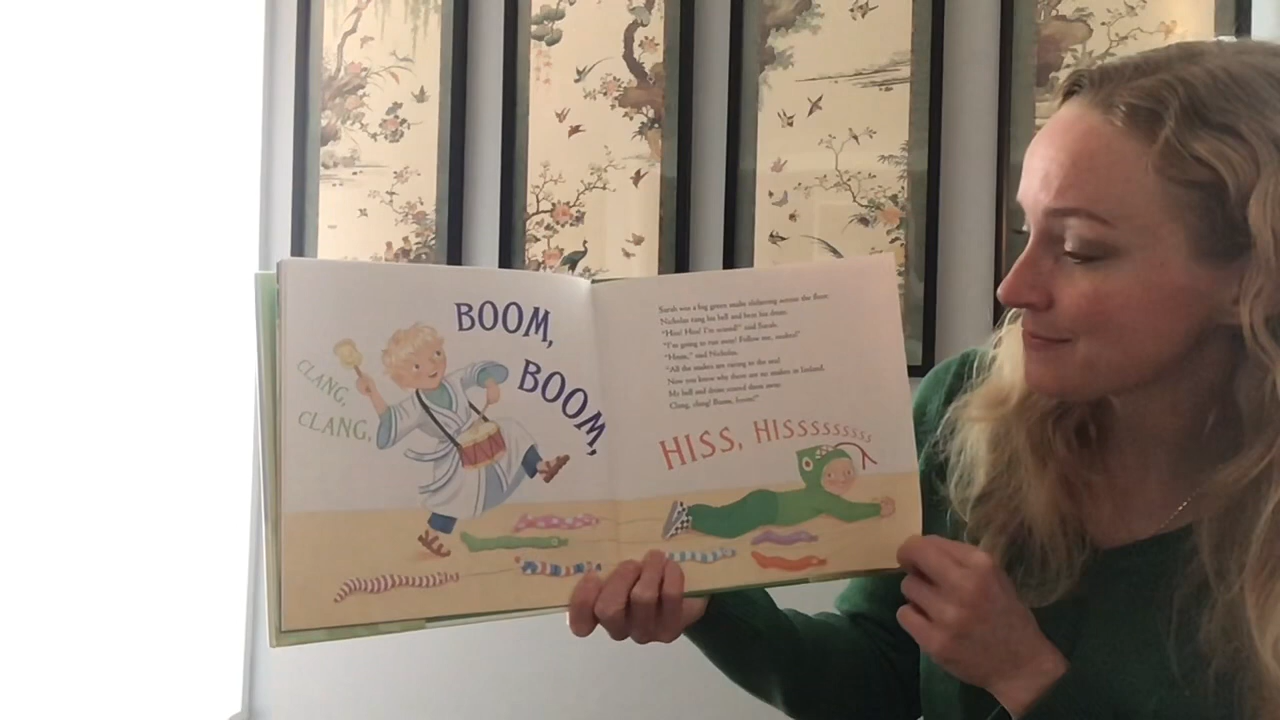 BOOM,
BOOM,
CLANG,
CLANG,
Sarah was a big green snake slithering across the floor.
Nicholas rang his bell and beat his drum.
"Hiss! Hiss! I'm scared!" said Sarah.
"I'm going to run away! Follow me, snakes!"
said Nicholas.
"All the snakes are racing to the sea!
Now you know why there are no snakes in Ireland.
My bell and drum scared them away.
Clang, clang! Boom, boom!"
HISS, HISSSSSSSSS